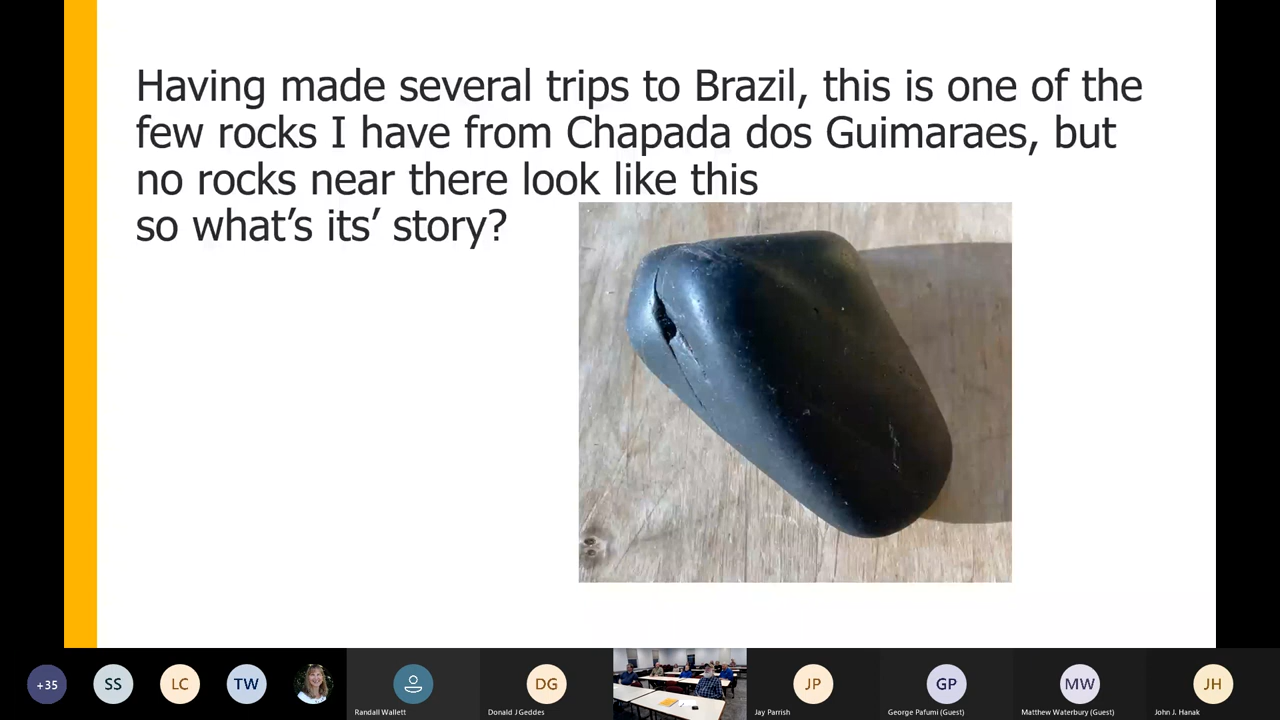 Having made several trips to Brazil, this is one of the
few rocks I have from Chapada dos Guimaraes, but
no rocks near there look like this
so what’s its’ story?
+35
SS
LC
TW
Randall Wallett
DG
Donald J Geddes
JP
Jay Parrish
GP
George Pafumi (Guest)
MW
Matthew Waterbury (Guest)
JH
John J. Hanak